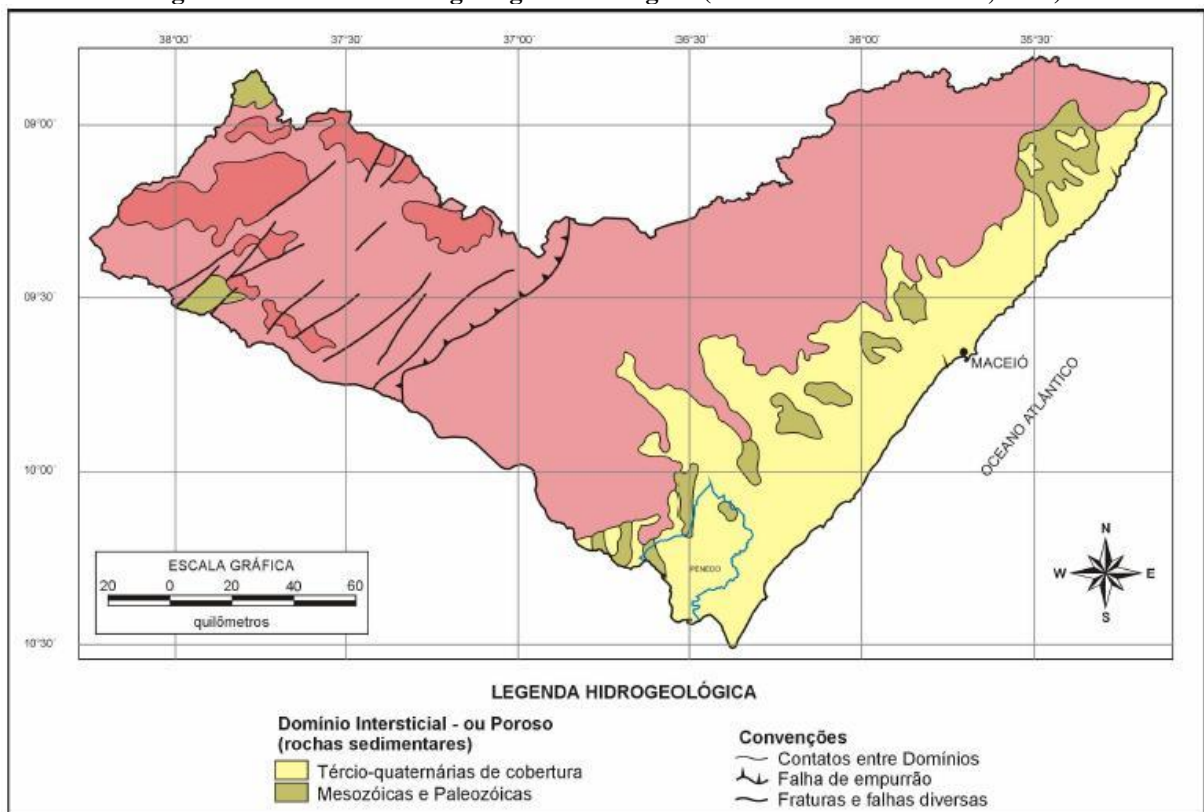 38°00'
37°30'
37°00'
36°30'
36°00'
35°30'
09°00'
09°30'
MACEIÓ
OCEANO ATLÂNTICO
10°00'
PENEDO
ESCALA GRÁFICA
20 0 20 40 60
quilômetros
N
W E
S
10°30'
LEGENDA HIDROGEOLÓGICA
Domínio Intersticial - ou Poroso
(rochas sedimentares)
Tércio-quaternárias de cobertura
Mesozóicas e Paleozóicas
Convenções
Contatos entre Domínios
Falha de empurrão
Fraturas e falhas diversas